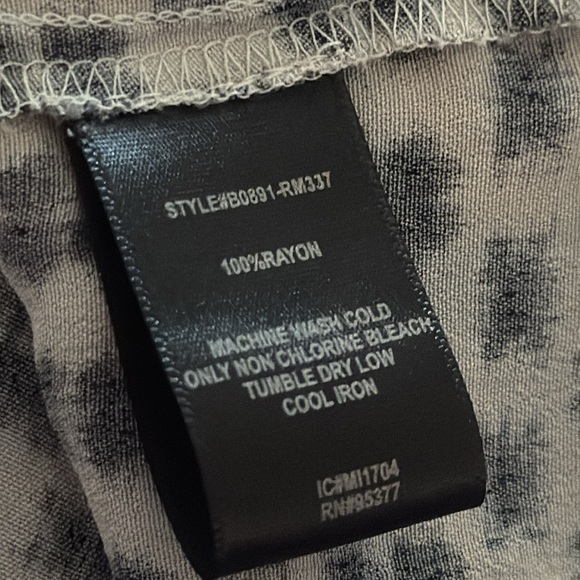 STYLE#B0891-RM337
100%RAYON
MACHINE WASH COLD
ONLY NON CHLORINE BLEACH
TUMBLE DRY LOW
COOL IRON
IC#MI1704
RN#95377